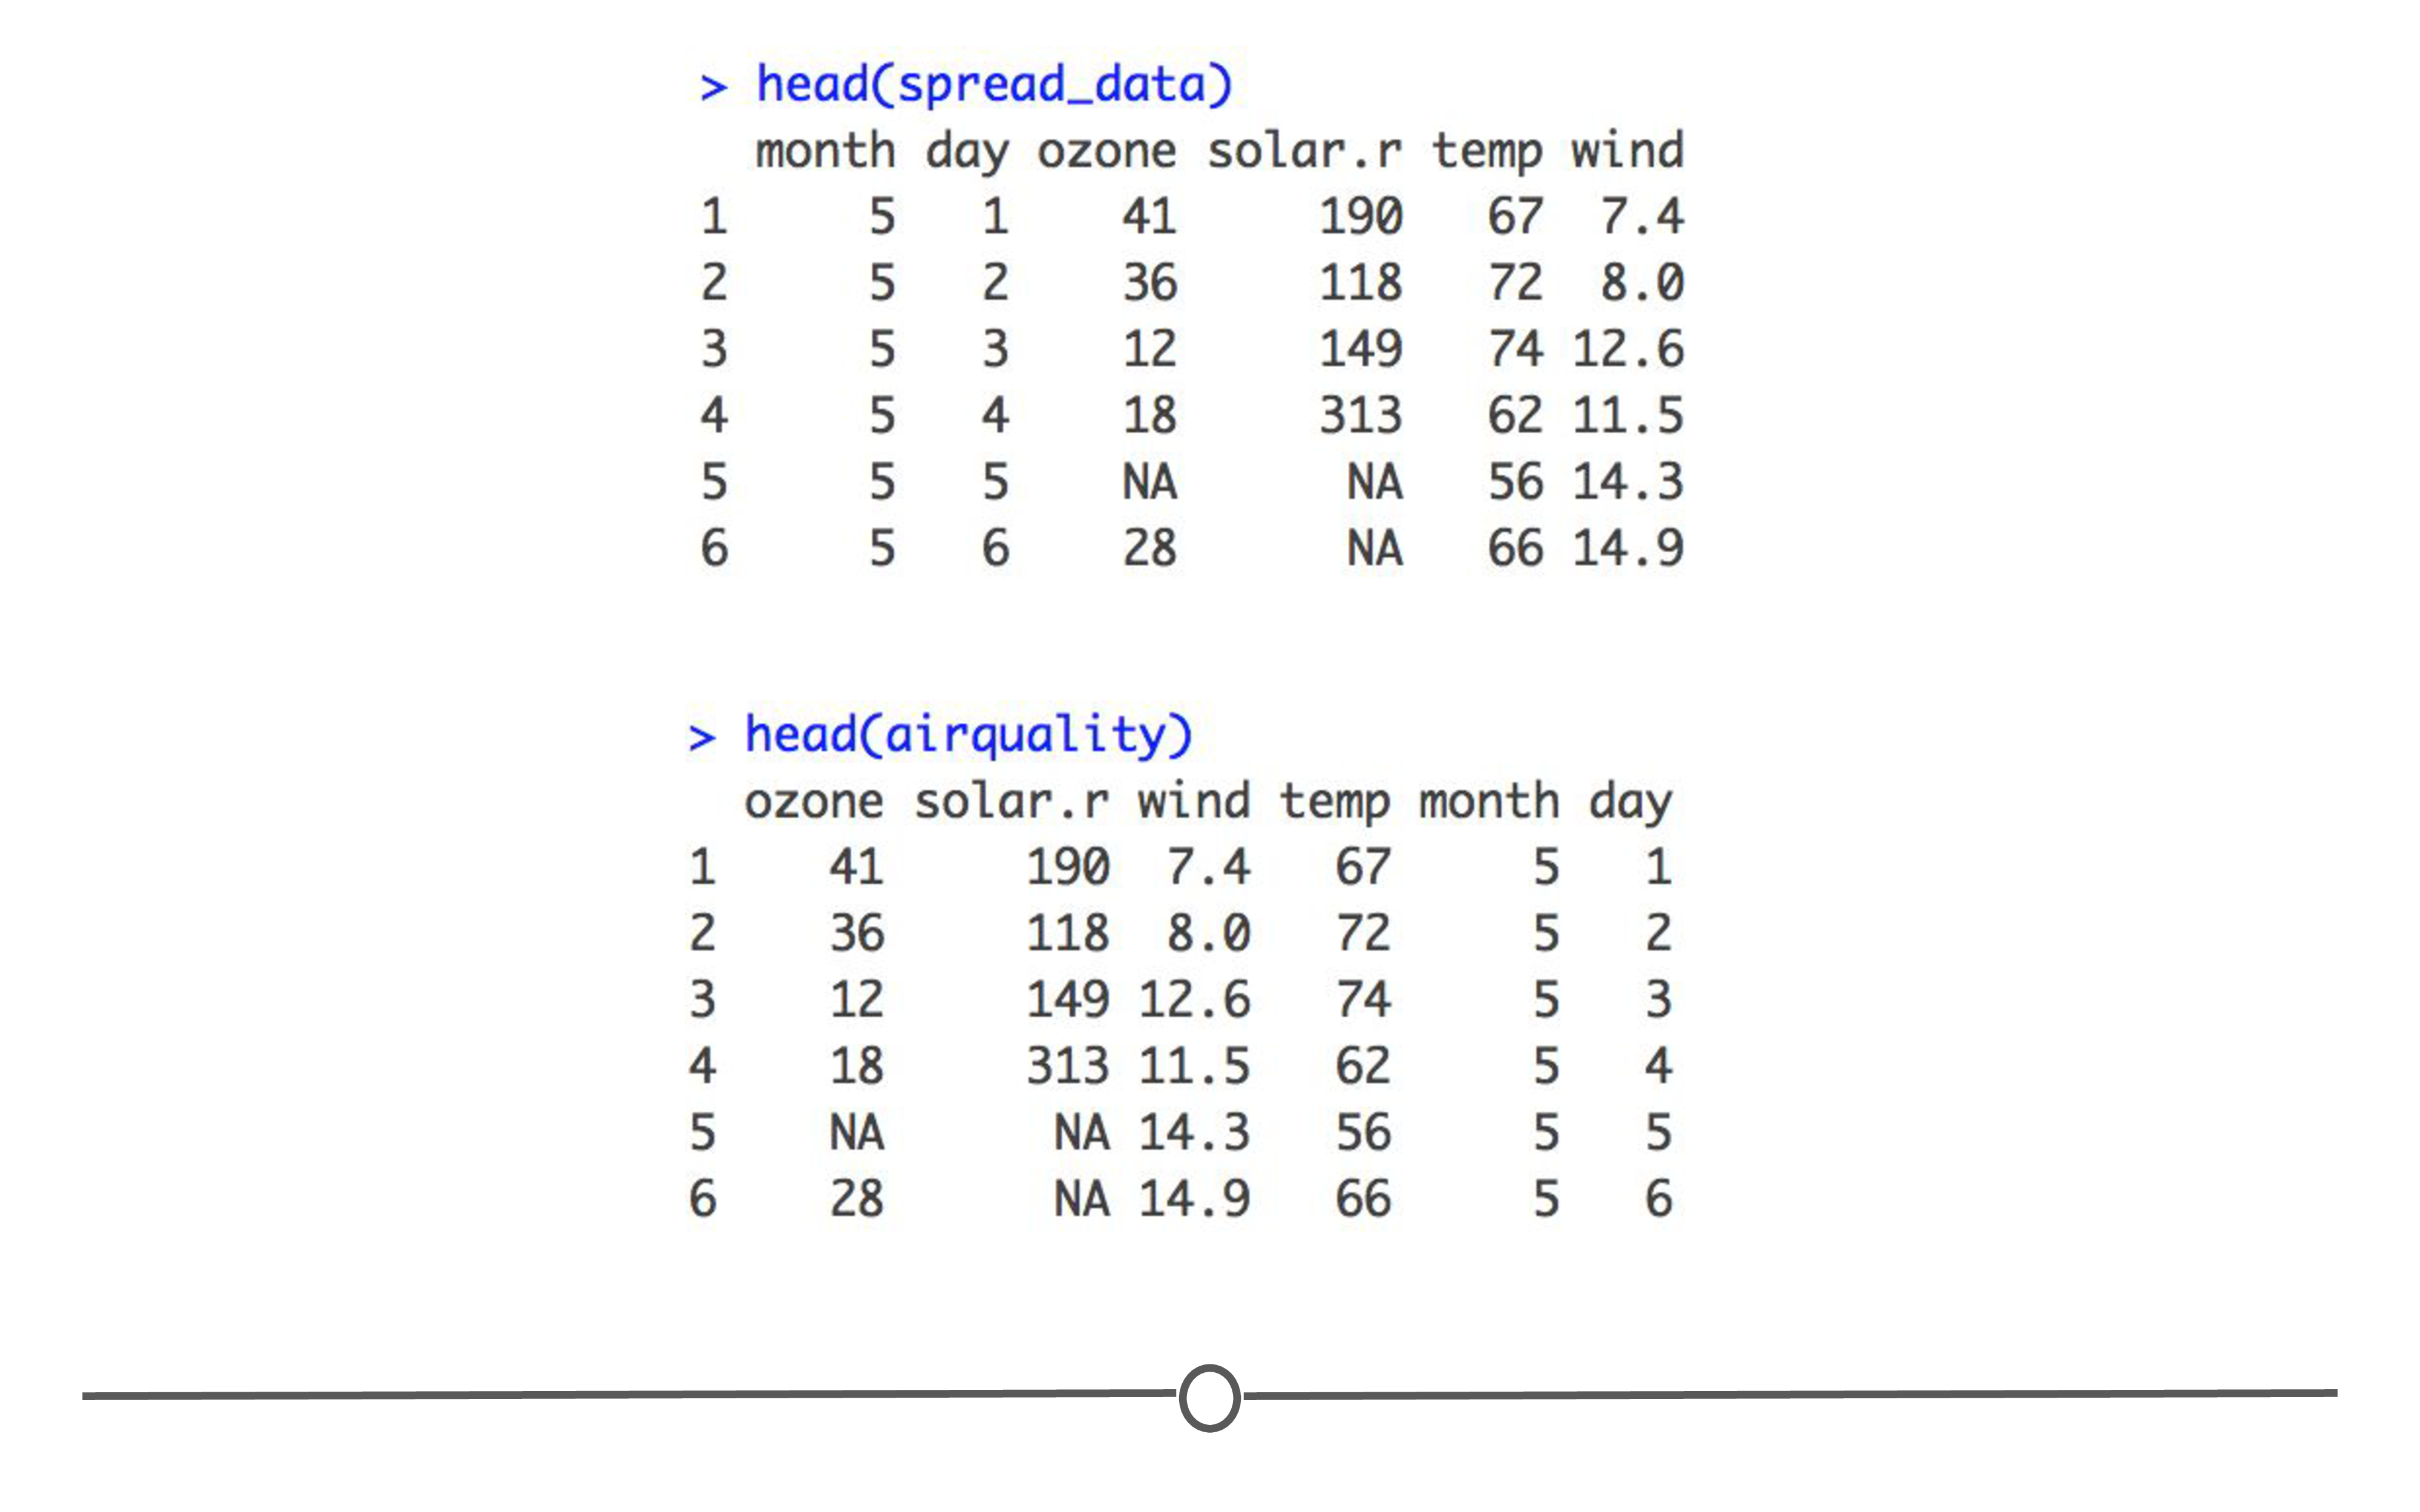 > head(spread_data)
month day ozone solar.r temp wind
1 5 1 41 190 67 7.4
2 5 2 36 118 72 8.0
3 5 3 12 149 74 12.6
4 5 4 18 313 62 11.5
5 5 5 NA NA 56 14.3
6 5 6 28 NA 66 14.9
> head(airquality)
ozone solar.r wind temp month day
1 41 190 7.4 67 5 1
2 36 118 8.0 72 5 2
3 12 149 12.6 74 5 3
4 18 313 11.5 62 5 4
5 NA NA 14.3 56 5 5
6 28 NA 14.9 66 5 6